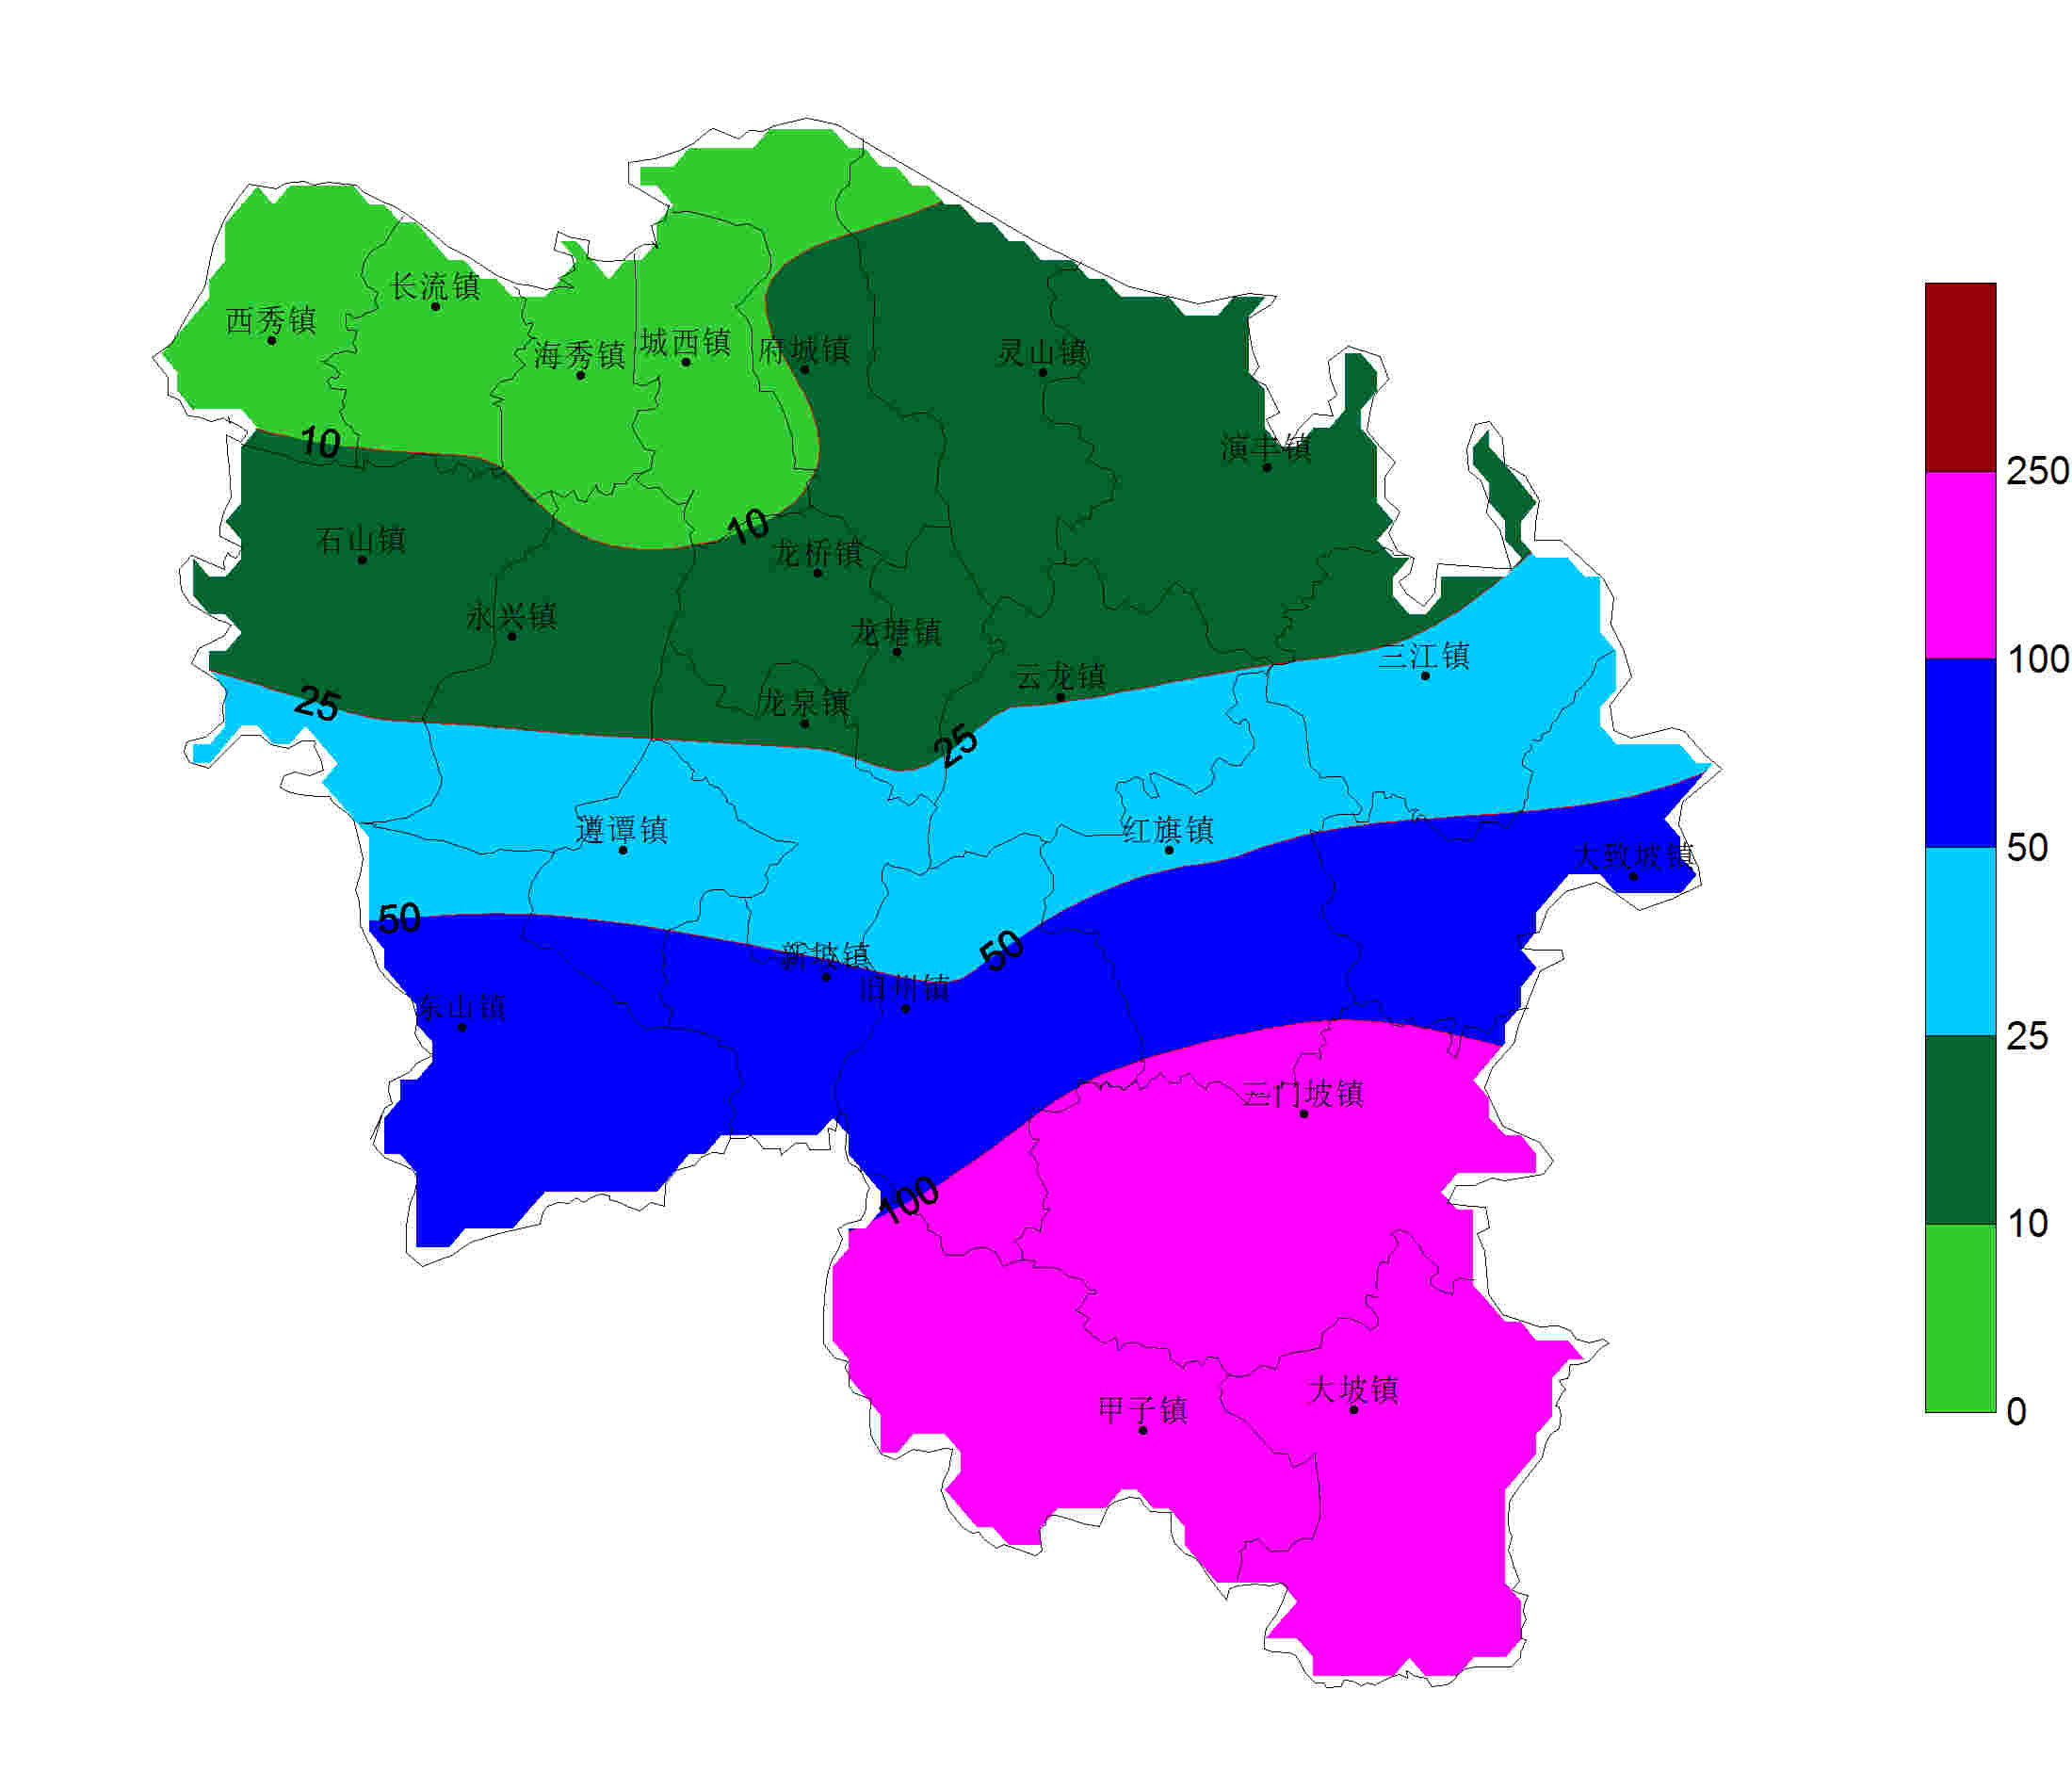 长流镇
西秀镇
海秀镇
城西镇
府城镇
灵山镇
演丰镇
10
10
石山镇
龙桥镇
永兴镇
龙塘镇
三江镇
云龙镇
龙泉镇
25
25
遵谭镇
红旗镇
大致坡镇
50
50
新坡镇
旧州镇
东山镇
三门坡镇
100
甲子镇
大坡镇
250
100
50
25
10
0